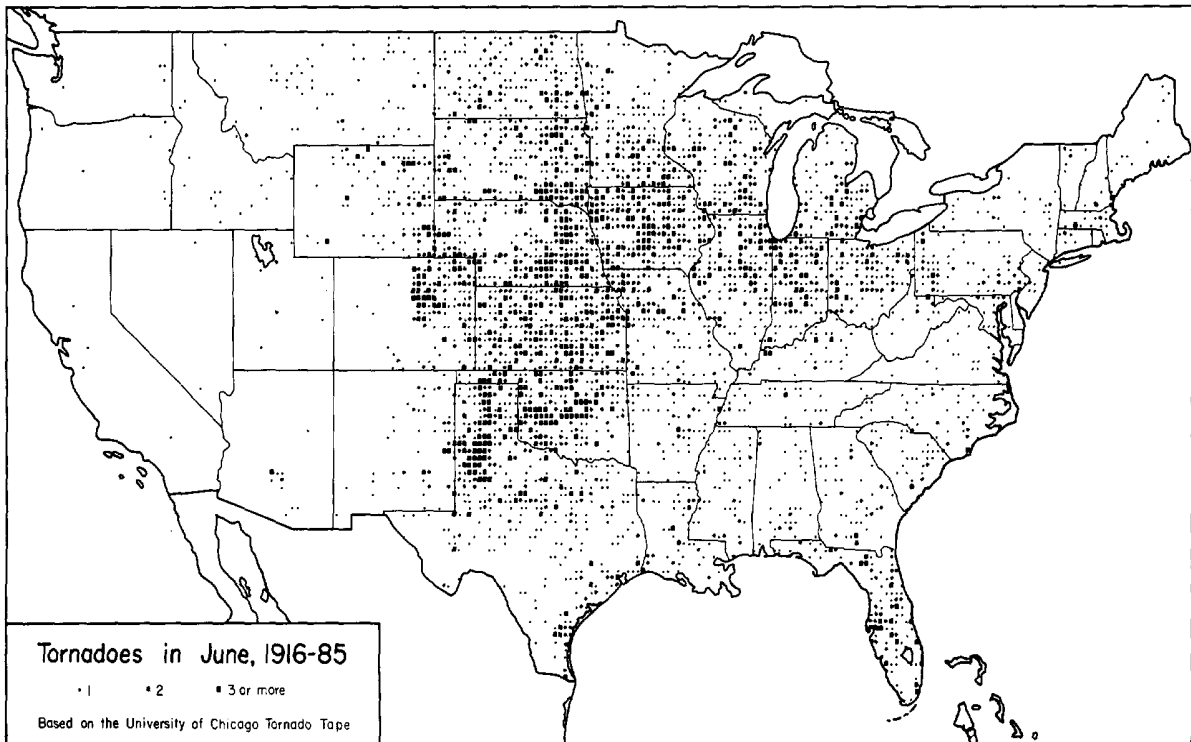 Tornadoes in June, 1916-85
• 1 ▪ 2 ■ 3 or more
Based on the University of Chicago Tornado Tape